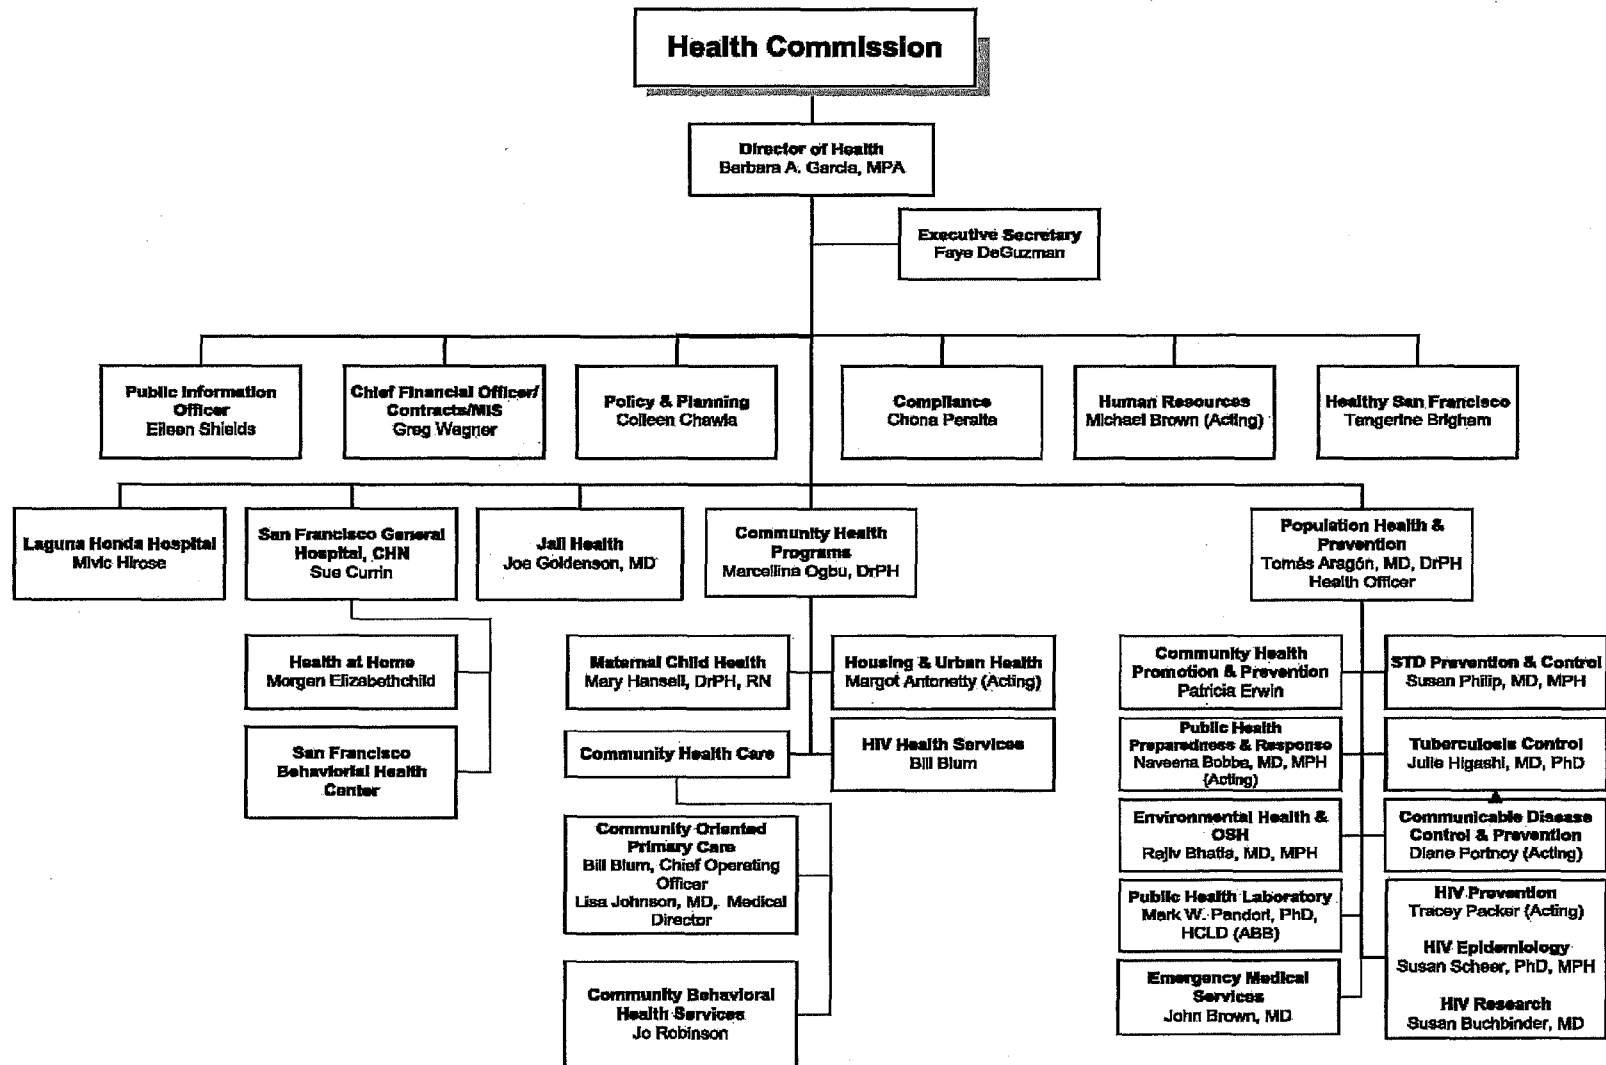 Health Commission
Director of Health
Barbara A. Garcia, MPA
Executive Secretary
Faye DeGuzman
Public Information
Officer
Eileen Shields
Chief Financial Officer/
Contracts/MIS
Greg Wagner
Policy & Planning
Colleen Chawla
Compliance
Chona Peralta
Human Resources
Michael Brown (Acting)
Healthy San Francisco
Tangerine Brigham
Laguna Honda Hospital
Mivic Hirose
San Francisco General
Hospital, CHN
Sue Currin
Jail Health
Joe Goldenson, MD
Community Health
Programs
Marcellina Ogbu, DrPH
Population Health &
Prevention
Tomás Aragón, MD, DrPH
Health Officer
Health at Home
Morgen Elizabethchild
San Francisco
Behaviorial Health
Center
Maternal Child Health
Mary Hansell, DrPH, RN
Housing & Urban Health
Margot Antonetty (Acting)
Community Health Care
HIV Health Services
Bill Blum
Community Oriented
Primary Care
Bill Blum, Chief Operating
Officer
Lisa Johnson, MD, Medical
Director
Community Behavioral
Health Services
Jo Robinson
Community Health
Promotion & Prevention
Patricia Erwin
STD Prevention & Control
Susan Philip, MD, MPH
Public Health
Preparedness & Response
Naveena Bobba, MD, MPH
(Acting)
Tuberculosis Control
Julie Higashi, MD, PhD
Environmental Health &
OSH
Rajiv Bhatia, MD, MPH
Communicable Disease
Control & Prevention
Diane Portnoy (Acting)
Public Health Laboratory
Mark W. Pandori, PhD,
HCLD (ABB)
HIV Prevention
Tracey Packer (Acting)
HIV Epidemiology
Susan Scheer, PhD, MPH
HIV Research
Susan Buchbinder, MD
Emergency Medical
Services
John Brown, MD